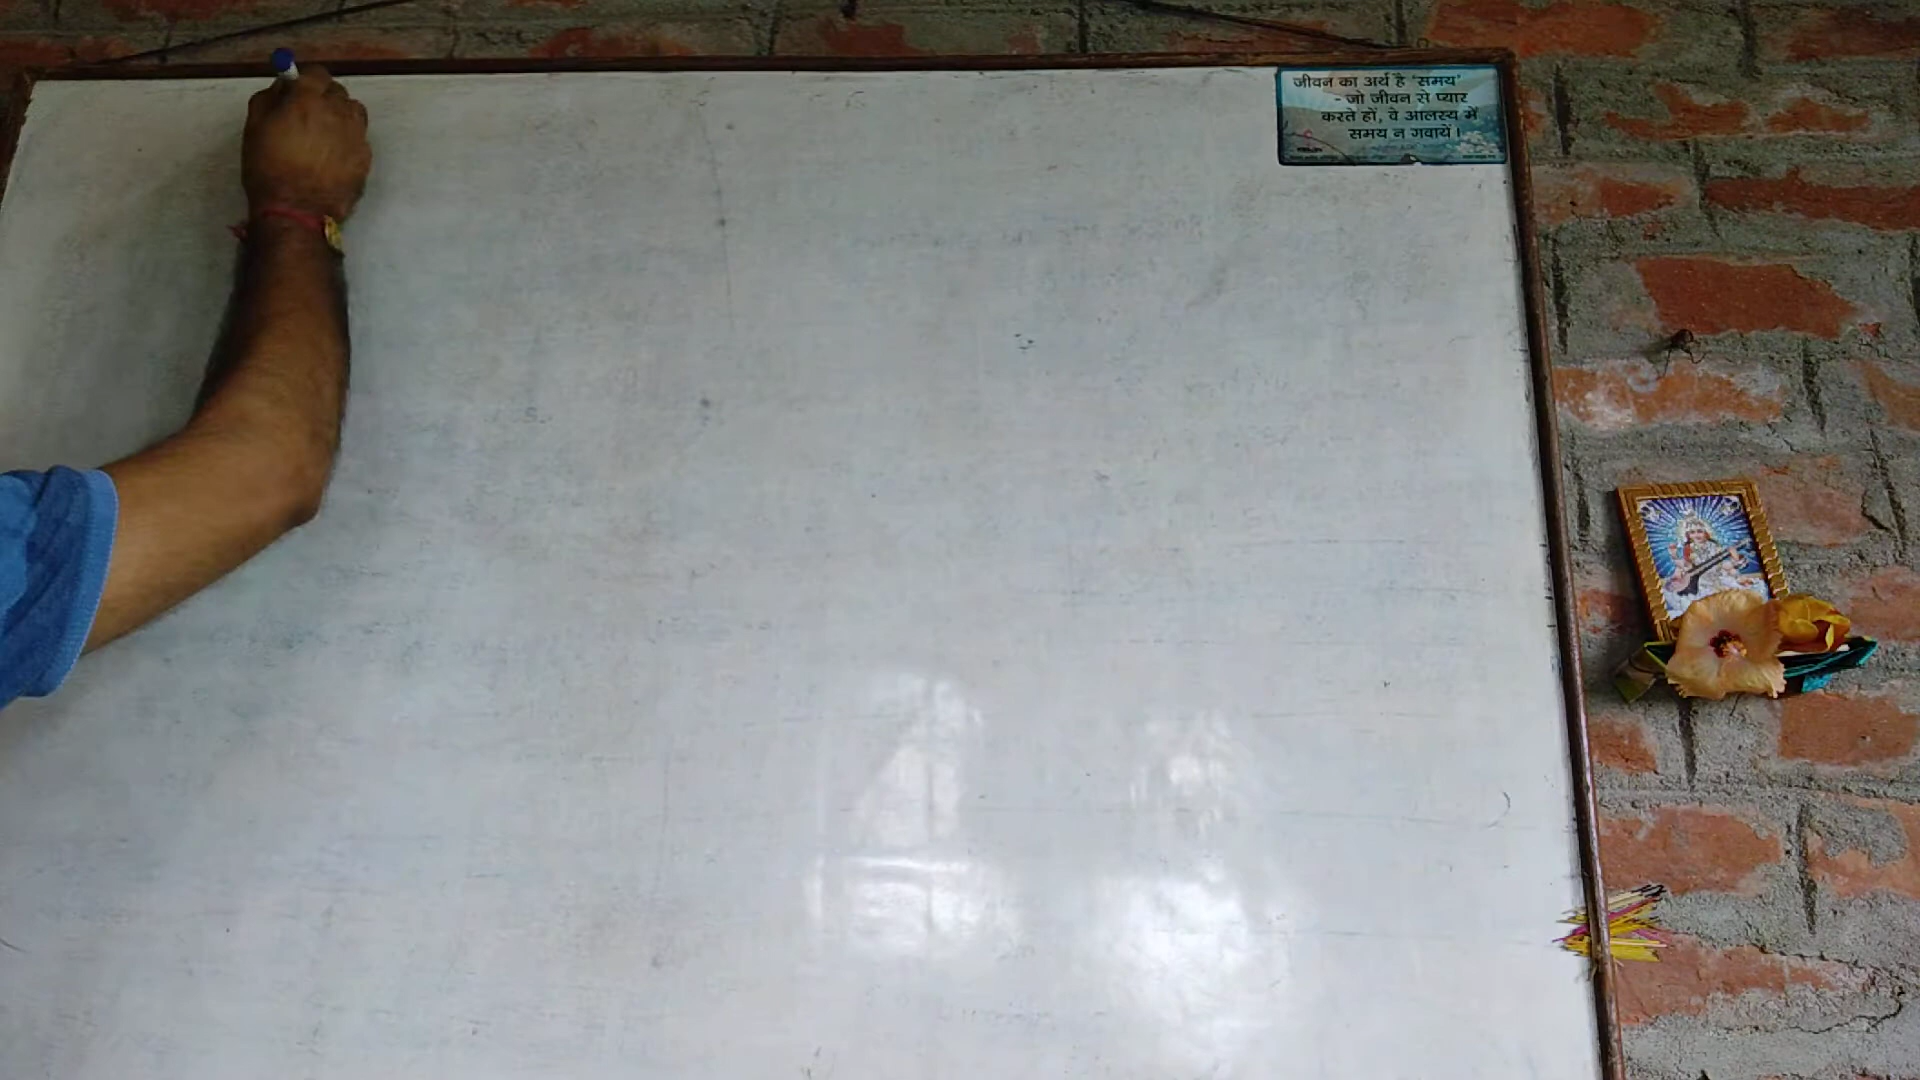 जीवन का अर्थ है 'समय'
- जो जीवन से प्यार
करते हों, वे आलस्य में
समय न गवायें।